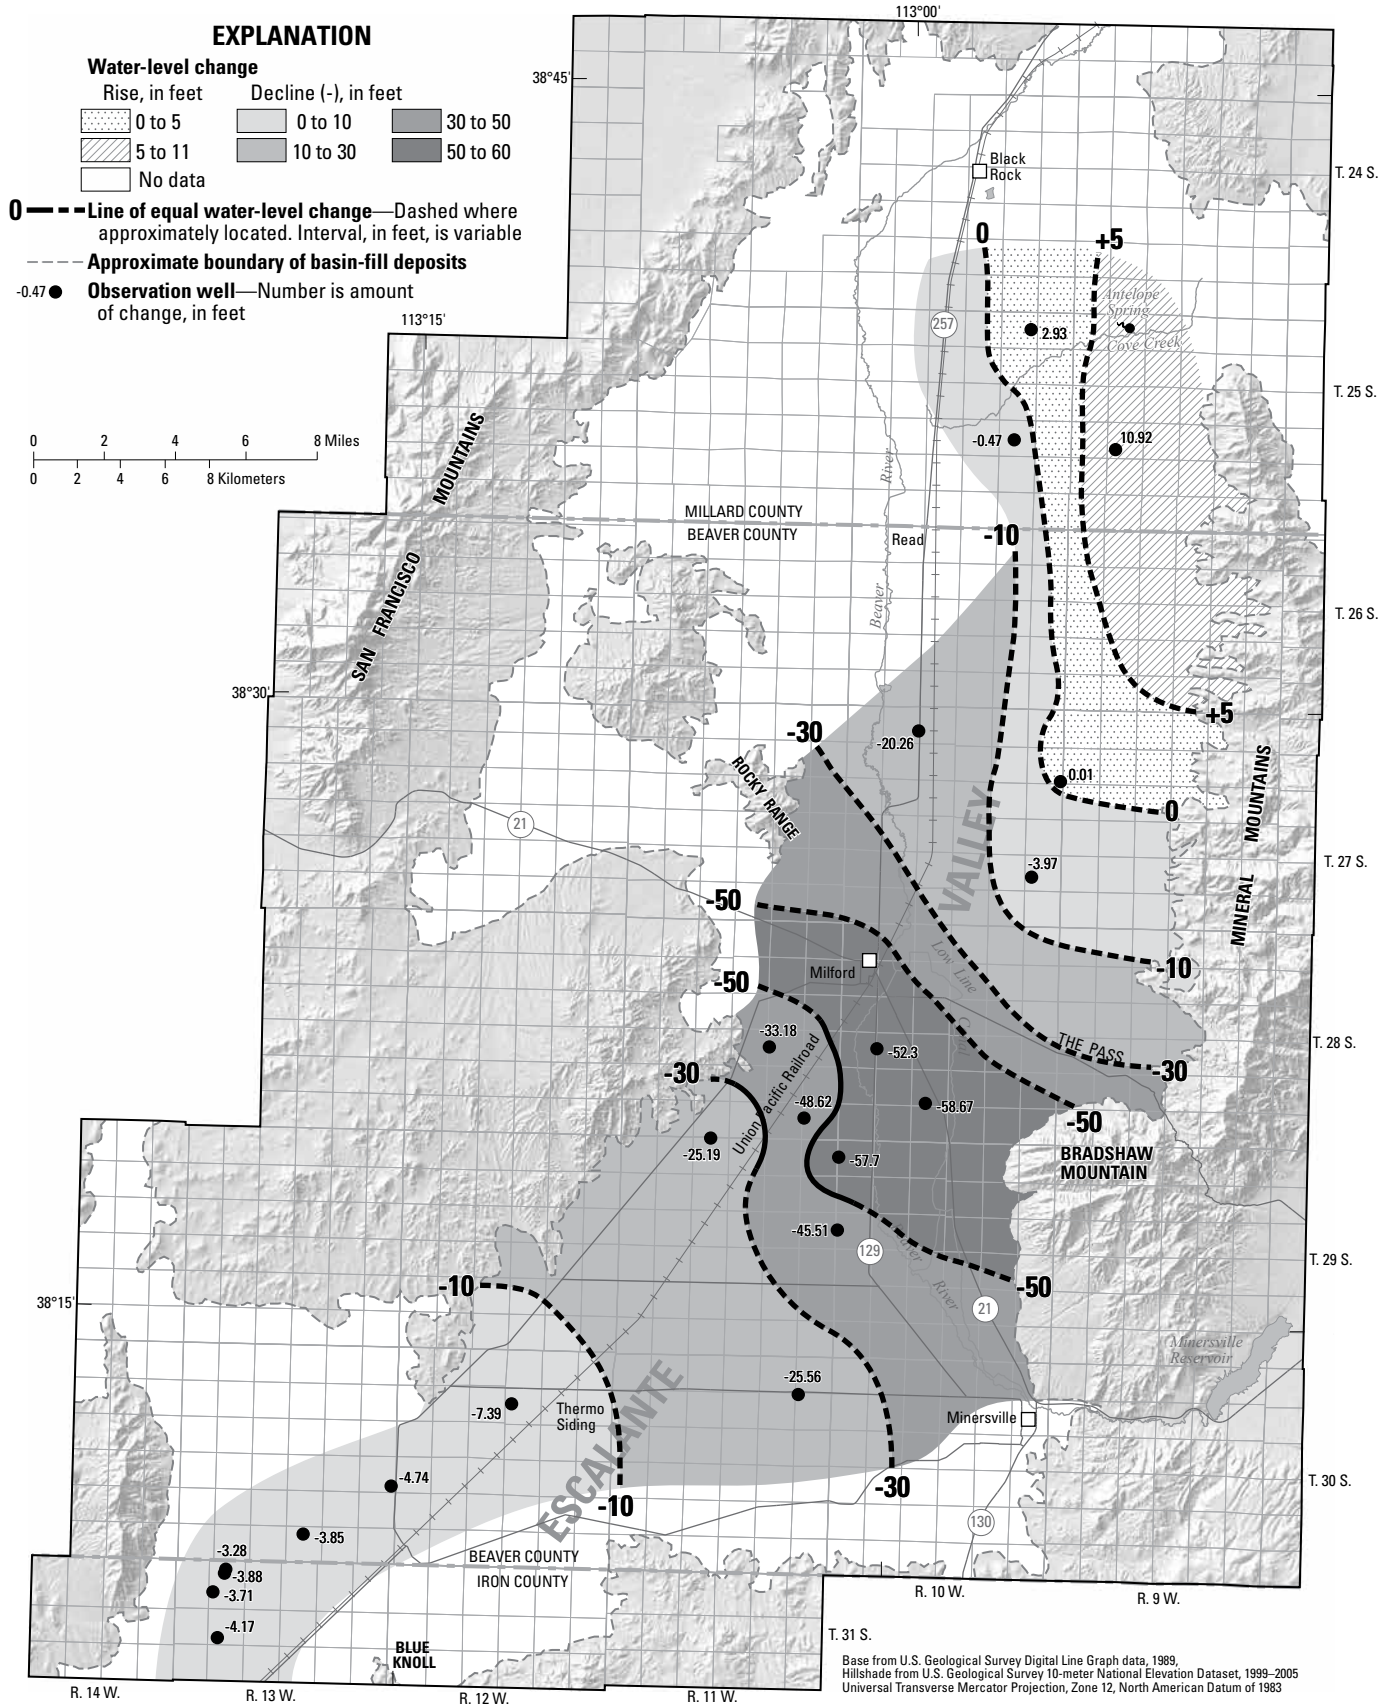 EXPLANATION
Water-level change
Rise, in feet
Decline (-), in feet
0 to 5
0 to 10
30 to 50
5 to 11
10 to 30
50 to 60
No data
0
Line of equal water-level change—Dashed where
approximately located. Interval, in feet, is variable
Approximate boundary of basin-fill deposits
-0.47
Observation well—Number is amount
of change, in feet
113°00'
38°45'
113°15'
0 2 4 6 8 Miles
0 2 4 6 8 Kilometers
Black
Rock
T. 24 S.
0
+5
Antelope
Spring
Cove Creek
257
2.93
T. 25 S.
-0.47
10.92
SAN FRANCISCO MOUNTAINS
River
MILLARD COUNTY
BEAVER COUNTY
Read
-10
Beaver
T. 26 S.
38°30'
+5
-30
-20.26
ROCKY RANGE
0.01
0
MINERAL MOUNTAINS
21
VALLEY
-3.97
T. 27 S.
-50
Low Line
-10
Milford
-50
-33.18
-52.3
THE PASS
T. 28 S.
-30
-30
Union Pacific Railroad
-48.62
-58.67
-50
-25.19
-57.7
BRADSHAW
MOUNTAIN
-45.51
129
River
T. 29 S.
-10
-50
38°15'
21
Minersville
Reservoir
-25.56
-7.39
Thermo
Siding
ESCALANTE
Minersville
-4.74
-30
T. 30 S.
-10
130
-3.85
-3.28
-3.88
-3.71
-4.17
BEAVER COUNTY
IRON COUNTY
R. 10 W.
R. 9 W.
T. 31 S.
BLUE
KNOLL
Base from U.S. Geological Survey Digital Line Graph data, 1989,
Hillshade from U.S. Geological Survey 10-meter National Elevation Dataset, 1999–2005
Universal Transverse Mercator Projection, Zone 12, North American Datum of 1983
R. 14 W.
R. 13 W.
R. 12 W.
R. 11 W.